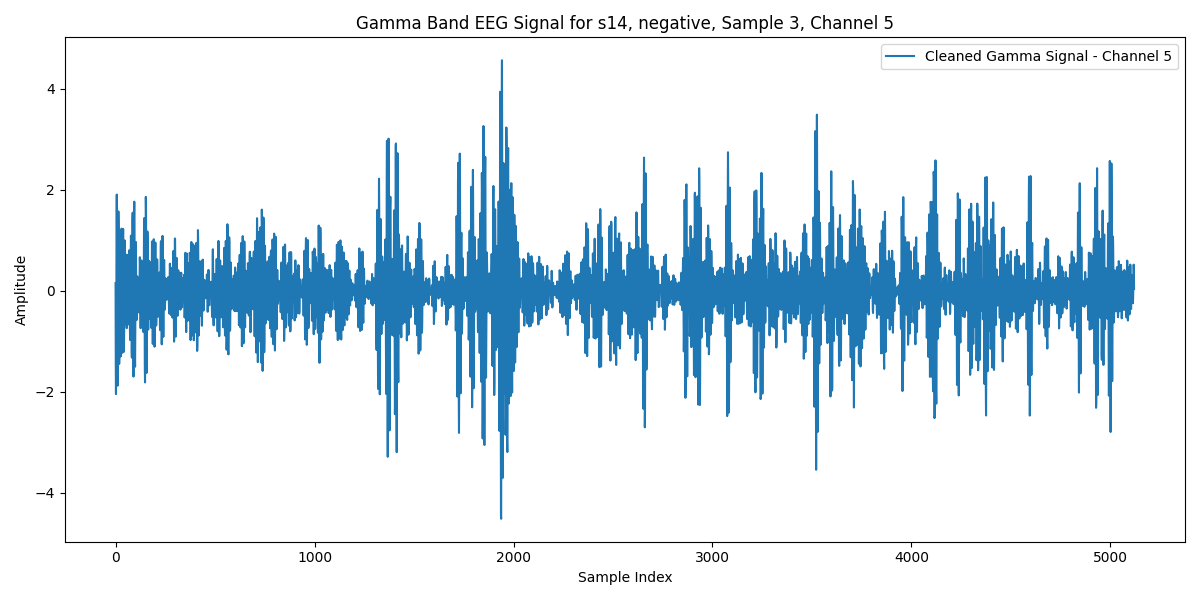 Gamma Band EEG Signal for s14, negative, Sample 3, Channel 5
Cleaned Gamma Signal - Channel 5
Amplitude
4
2
0
−2
−4
0 1000 2000 3000 4000 5000
Sample Index